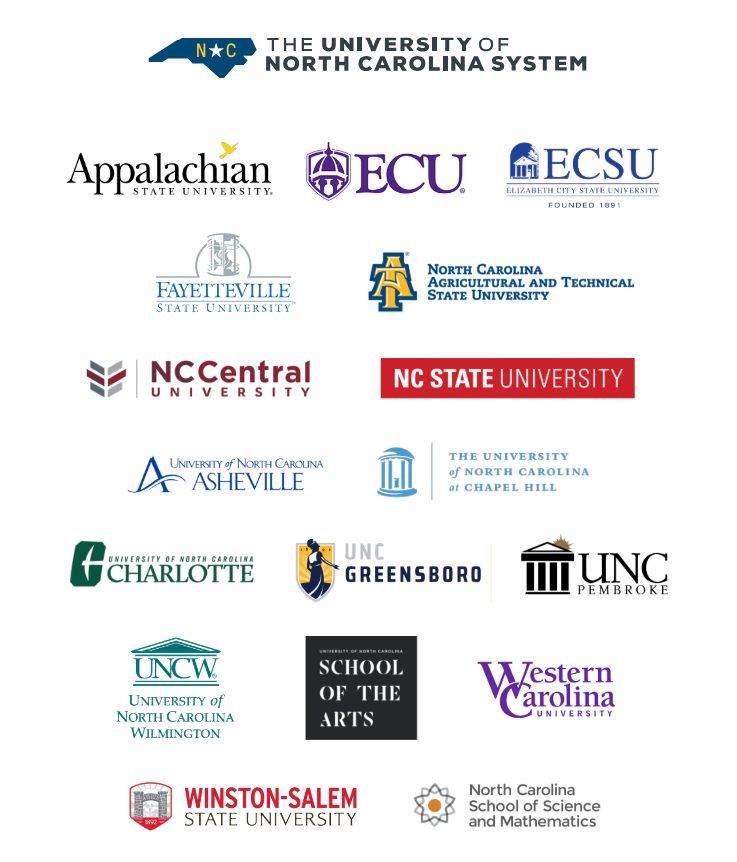 N★C
THE UNIVERSITY OF
NORTH CAROLINA SYSTEM
Appalachian
STATE UNIVERSITY®
ECU®
ECSU
ELIZABETH CITY STATE UNIVERSITY
FOUNDED 1891
FAYETTEVILLE
STATE UNIVERSITY™
AT®
NORTH CAROLINA
AGRICULTURAL AND TECHNICAL
STATE UNIVERSITY
NCCentral
UNIVERSITY
NC STATE UNIVERSITY
A
UNIVERSITY of NORTH CAROLINA
ASHEVILLE
THE UNIVERSITY
of NORTH CAROLINA
at CHAPEL HILL
C
UNIVERSITY OF NORTH CAROLINA
CHARLOTTE
UNC
GREENSBORO
UNC
PEMBROKE
UNCW®
UNIVERSITY of
NORTH CAROLINA
WILMINGTON
UNIVERSITY OF NORTH CAROLINA
SCHOOL
OF THE
ARTS
Western
Carolina
UNIVERSITY
1892
WINSTON-SALEM
STATE UNIVERSITY
North Carolina
School of Science
and Mathematics